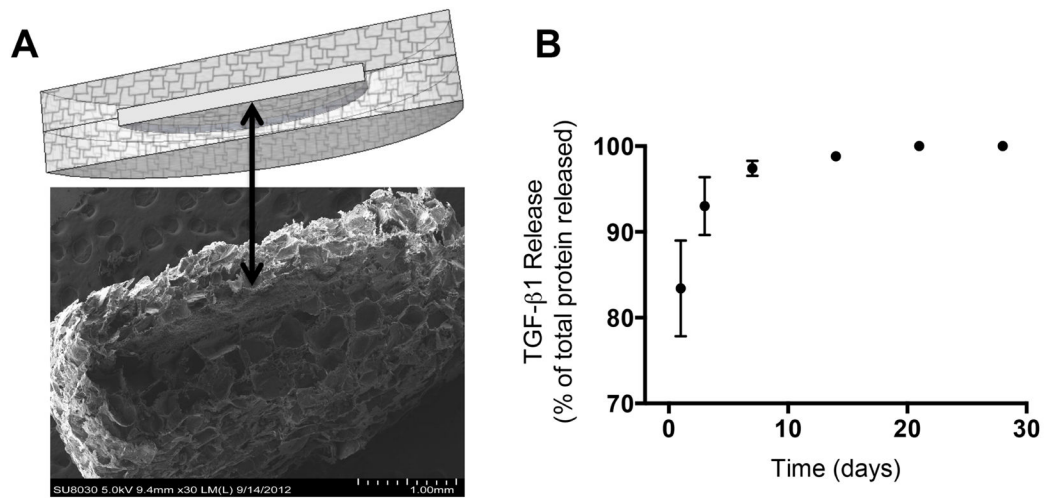 A
B
SU8030 5.0kV 9.4mm x30 LM(L) 9/14/2012
1.00mm
TGF-β1 Release
(% of total protein released)
100
90
80
70
0
10
20
30
Time (days)